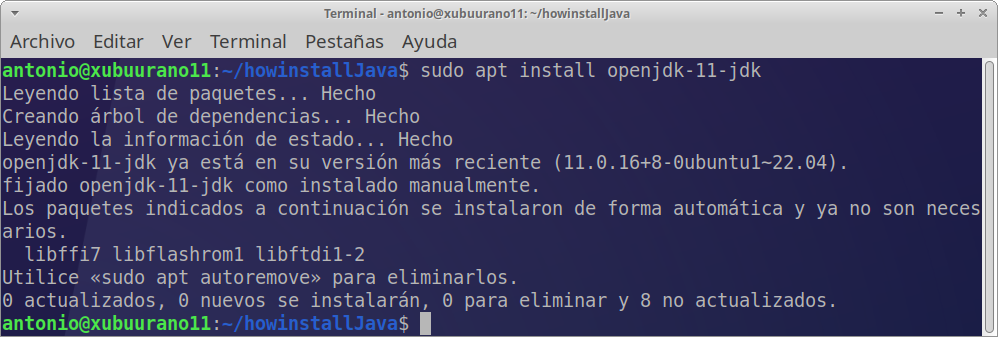 Terminal - antonio@xubuurano11: ~/howinstallJava
Archivo Editar Ver Terminal Pestañas Ayuda
antonio@xubuurano11:~/howinstallJava$ sudo apt install openjdk-11-jdk
Leyendo lista de paquetes... Hecho
Creando árbol de dependencias... Hecho
Leyendo la información de estado... Hecho
openjdk-11-jdk ya está en su versión más reciente (11.0.16+8-0ubuntu1~22.04).
fijado openjdk-11-jdk como instalado manualmente.
Los paquetes indicados a continuación se instalaron de forma automática y ya no son neces
arios.
  libffi7 libflashrom1 libftdi1-2
Utilice «sudo apt autoremove» para eliminarlos.
0 actualizados, 0 nuevos se instalarán, 0 para eliminar y 8 no actualizados.
antonio@xubuurano11:~/howinstallJava$